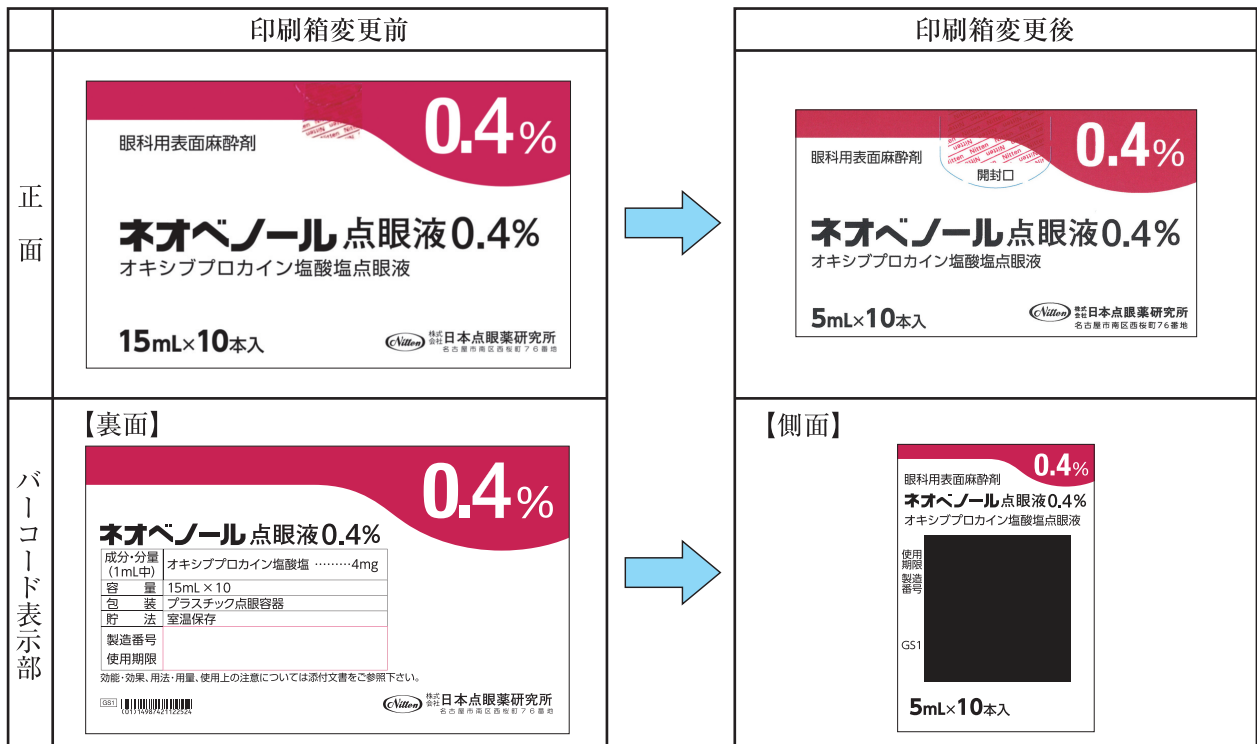 印刷箱変更前
印刷箱変更後
正面
眼科用表面麻酔剤
0.4%
Nitten Nitten Nitten
ネオベノール点眼液0.4%
オキシブプロカイン塩酸塩点眼液
15mL×10本入
Nitten 株式会社日本点眼薬研究所
名古屋市南区西桜町76番地
眼科用表面麻酔剤
0.4%
Nitten Nitten Nitten
開封口
ネオベノール点眼液0.4%
オキシブプロカイン塩酸塩点眼液
5mL×10本入
Nitten 株式会社日本点眼薬研究所
名古屋市南区西桜町76番地
バーコード表示部
【裏面】
0.4%
ネオベノール点眼液0.4%
成分・分量 オキシブプロカイン塩酸塩 ………4mg
(1mL中)
容量 15mL×10
包装 プラスチック点眼容器
貯法 室温保存
製造番号
使用期限
効能・効果、用法・用量、使用上の注意については添付文書をご参照下さい。
GS1
(01)14987421122524
Nitten 株式会社日本点眼薬研究所
名古屋市南区西桜町76番地
【側面】
0.4%
眼科用表面麻酔剤
ネオベノール点眼液0.4%
オキシブプロカイン塩酸塩点眼液
使用
期限
製造
番号
GS1
5mL×10本入